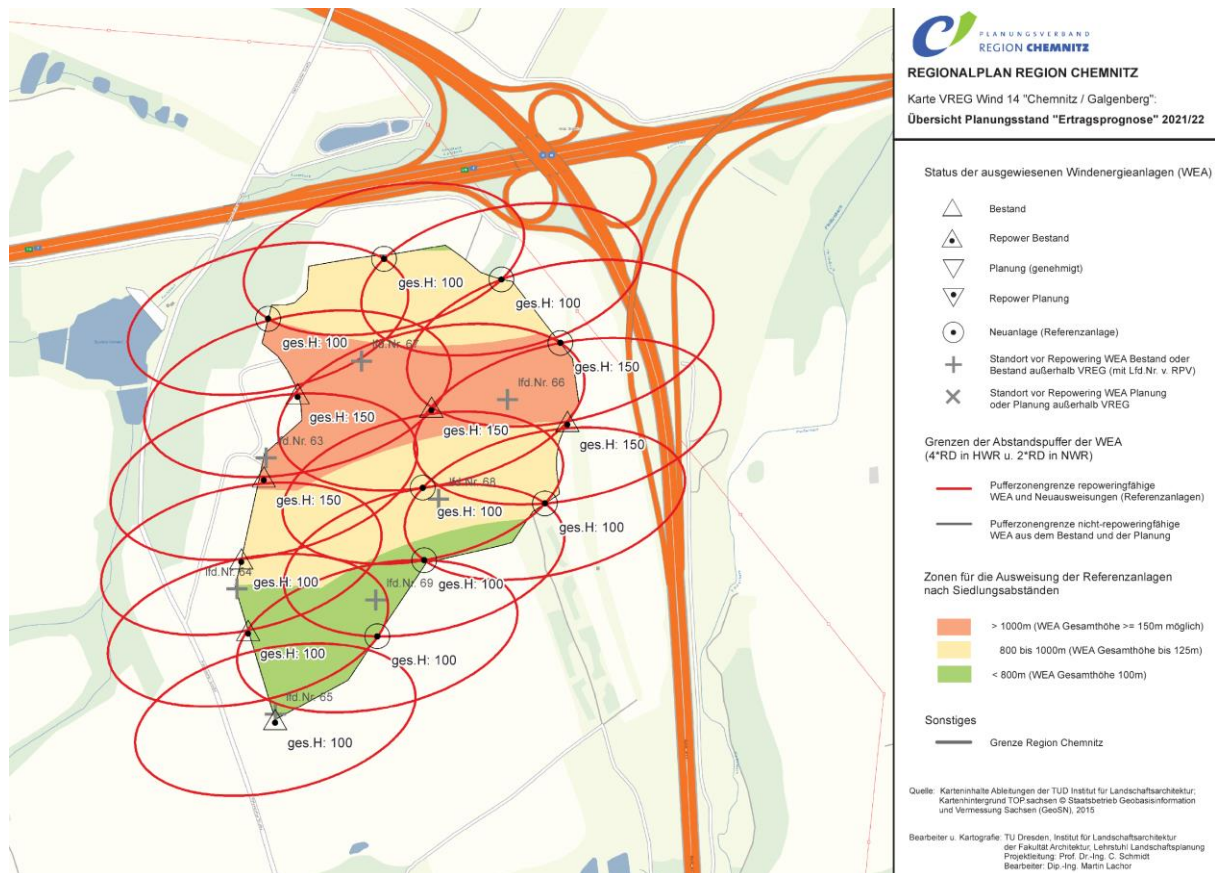 ges.H: 100
ges.H: 100
ges.H: 100
lfd.Nr. 67
ges.H: 150
lfd.Nr. 66
ges.H: 150
ges.H: 150
ges.H: 150
lfd.Nr. 63
ges.H: 150
lfd.Nr. 68
ges.H: 100
ges.H: 100
lfd.Nr. 64
ges.H: 100
lfd.Nr. 69
ges.H: 100
ges.H: 100
ges.H: 100
lfd.Nr. 65
ges.H: 100
PLANUNGSVERBAND
REGION CHEMNITZ
REGIONALPLAN REGION CHEMNITZ
Karte VREG Wind 14 "Chemnitz / Galgenberg":
Übersicht Planungsstand "Ertragsprognose" 2021/22
Status der ausgewiesenen Windenergieanlagen (WEA)
Bestand
Repower Bestand
Planung (genehmigt)
Repower Planung
Neuanlage (Referenzanlage)
Standort vor Repowering WEA Bestand oder
Bestand außerhalb VREG (mit Lfd.Nr. v. RPV)
Standort vor Repowering WEA Planung
oder Planung außerhalb VREG
Grenzen der Abstandspuffer der WEA
(4*RD in HWR u. 2*RD in NWR)
Pufferzonengrenze repoweringfähige
WEA und Neuausweisungen (Referenzanlagen)
Pufferzonengrenze nicht-repoweringfähige
WEA aus dem Bestand und der Planung
Zonen für die Ausweisung der Referenzanlagen
nach Siedlungsabständen
> 1000m (WEA Gesamthöhe >= 150m möglich)
800 bis 1000m (WEA Gesamthöhe bis 125m)
< 800m (WEA Gesamthöhe 100m)
Sonstiges
Grenze Region Chemnitz
Quelle: Karteninhalte Ableitungen der TUD Institut für Landschaftsarchitektur;
Kartenhintergrund TOP.sachsen © Staatsbetrieb Geobasisinformation
und Vermessung Sachsen (GeoSN), 2015
Bearbeiter u. Kartografie: TU Dresden, Institut für Landschaftsarchitektur
der Fakultät Architektur, Lehrstuhl Landschaftsplanung
Projektleitung: Prof. Dr.-Ing. C. Schmidt
Bearbeiter: Dip.-Ing. Martin Lachor